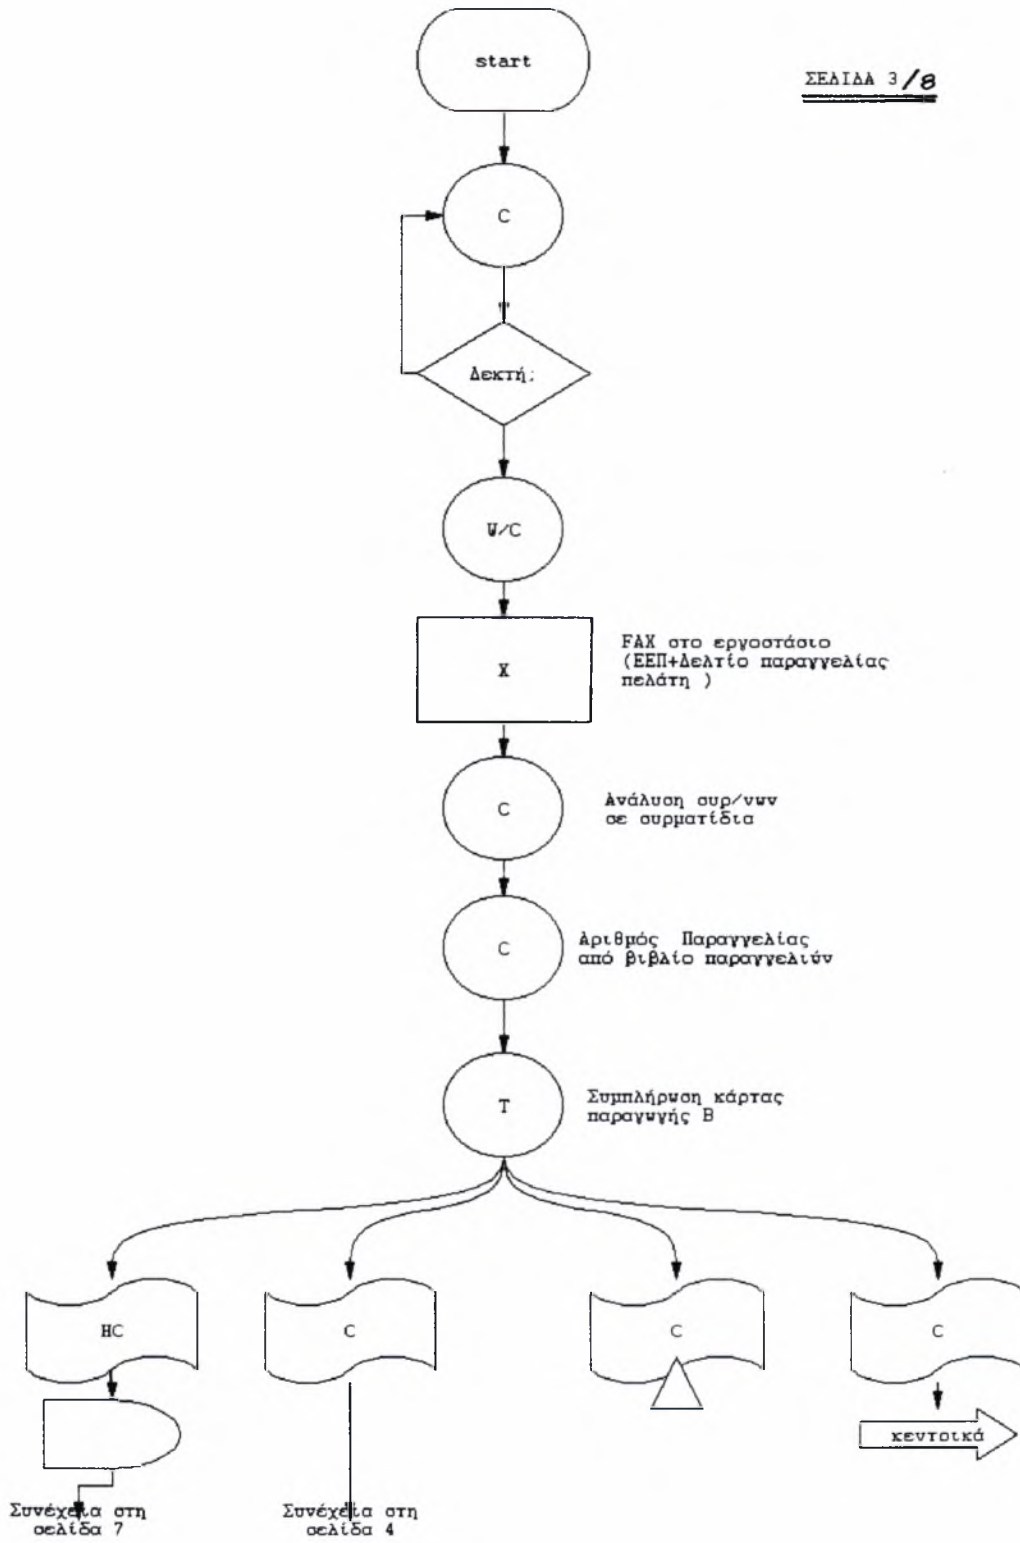 start
ΣΕΛΙΔΑ 3/8
C
Δεκτή;
W/C
X
FAX στο εργοστάσιο
(ΕΕΠ+Δελτίο παραγγελίας
πελάτη )
C
Ανάλυση συρ/νων
σε συρματίδια
C
Αριθμός Παραγγελίας
από βιβλίο παραγγελιών
T
Συμπλήρωση κάρτας
παραγωγής Β
HC
C
C
C
κεντρικά
Συνέχεια στη
σελίδα 7
Συνέχεια στη
σελίδα 4